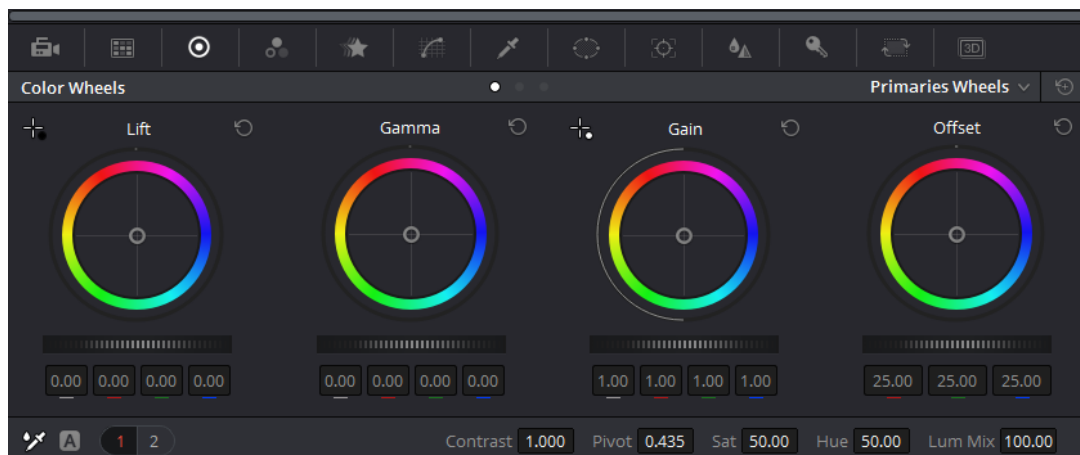 3D
Color Wheels Primaries Wheels
Lift Gamma Gain Offset
0.00 0.00 0.00 0.00 0.00 0.00 0.00 0.00 1.00 1.00 1.00 1.00 25.00 25.00 25.00
A 1 2 Contrast 1.000 Pivot 0.435 Sat 50.00 Hue 50.00 Lum Mix 100.00